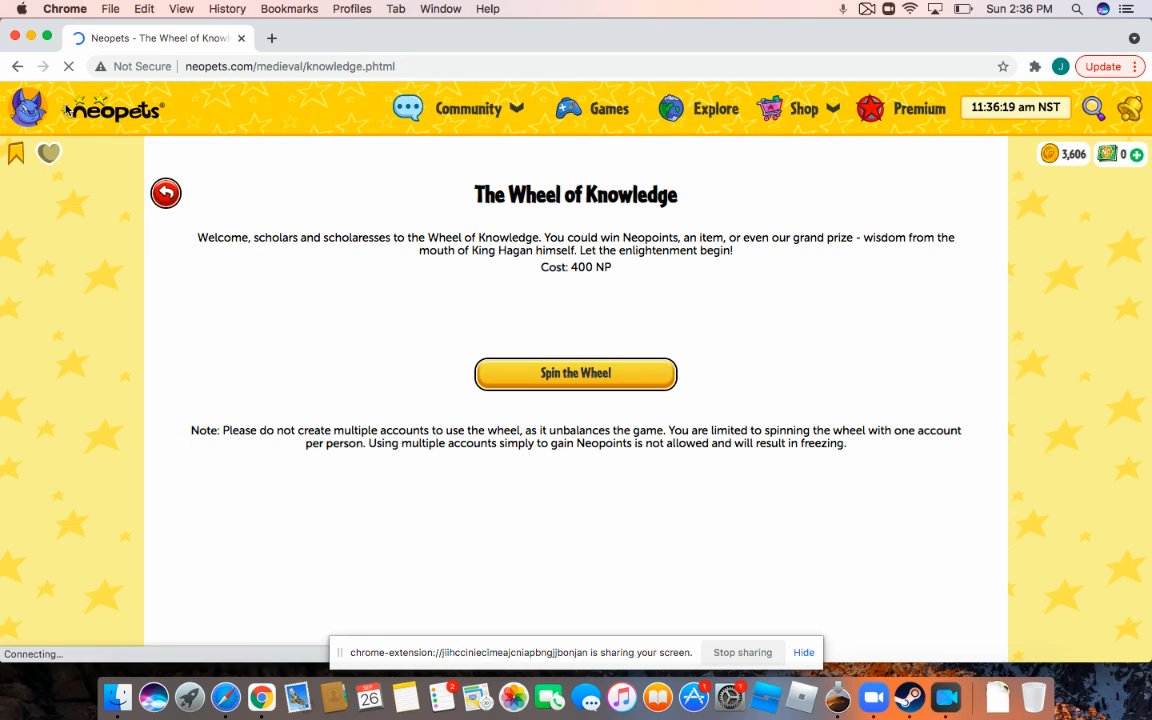 Chrome File Edit View History Bookmarks Profiles Tab Window Help Sun 2:36 PM
Neopets - The Wheel of Knowl
Not Secure neopets.com/medieval/knowledge.phtml Update
J
neopets Community Games Explore Shop Premium 11:36:19 am NST
NP 3,606 0
The Wheel of Knowledge
Welcome, scholars and scholaresses to the Wheel of Knowledge. You could win Neopoints, an item, or even our grand prize - wisdom from the
mouth of King Hagan himself. Let the enlightenment begin!
Cost: 400 NP
Spin the Wheel
Note: Please do not create multiple accounts to use the wheel, as it unbalances the game. You are limited to spinning the wheel with one account
per person. Using multiple accounts simply to gain Neopoints is not allowed and will result in freezing.
Connecting...
chrome-extension://jiihcciniecimeajcniapbngjjbonjan is sharing your screen. Stop sharing Hide
SEP
26 2 1 1